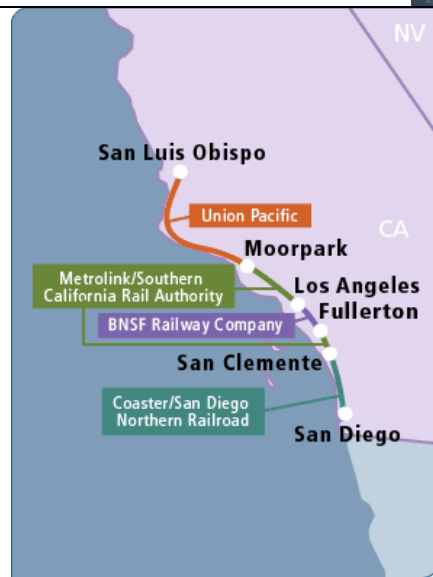 NV
San Luis Obispo
Union Pacific
CA
Moorpark
Metrolink/Southern
California Rail Authority
Los Angeles
Fullerton
BNSF Railway Company
San Clemente
Coaster/San Diego
Northern Railroad
San Diego